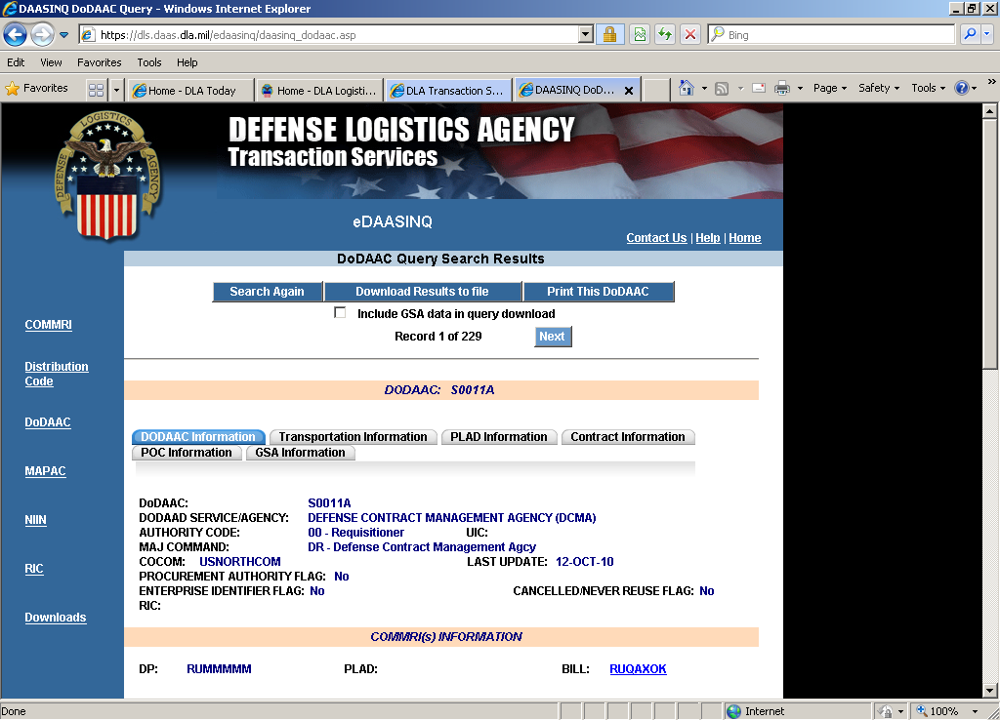 DAASINQ DoDAAC Query - Windows Internet Explorer
https://dls.daas.dla.mil/edaasinq/daasinq_dodaac.asp
Bing
Edit View Favorites Tools Help
Favorites
Home - DLA Today
Home - DLA Logisti...
DLA Transaction S...
DAASINQ DoD...
Page Safety Tools
DEFENSE LOGISTICS AGENCY
DEFENSE LOGISTICS AGENCY
Transaction Services
eDAASINQ
Contact Us | Help | Home
DoDAAC Query Search Results
Search Again Download Results to file Print This DoDAAC
Include GSA data in query download
Record 1 of 229 Next
COMMRI
Distribution
Code
DoDAAC
MAPAC
NIIN
RIC
Downloads
DODAAC: S0011A
DODAAC Information Transportation Information PLAD Information Contract Information
POC Information GSA Information
DoDAAC: S0011A
DODAAD SERVICE/AGENCY: DEFENSE CONTRACT MANAGEMENT AGENCY (DCMA)
AUTHORITY CODE: 00 - Requisitioner UIC:
MAJ COMMAND: DR - Defense Contract Management Agcy
COCOM: USNORTHCOM LAST UPDATE: 12-OCT-10
PROCUREMENT AUTHORITY FLAG: No
ENTERPRISE IDENTIFIER FLAG: No CANCELLED/NEVER REUSE FLAG: No
RIC:
COMMRI(s) INFORMATION
DP: RUMMMMM PLAD: BILL: RUQAXOK
Done Internet 100%